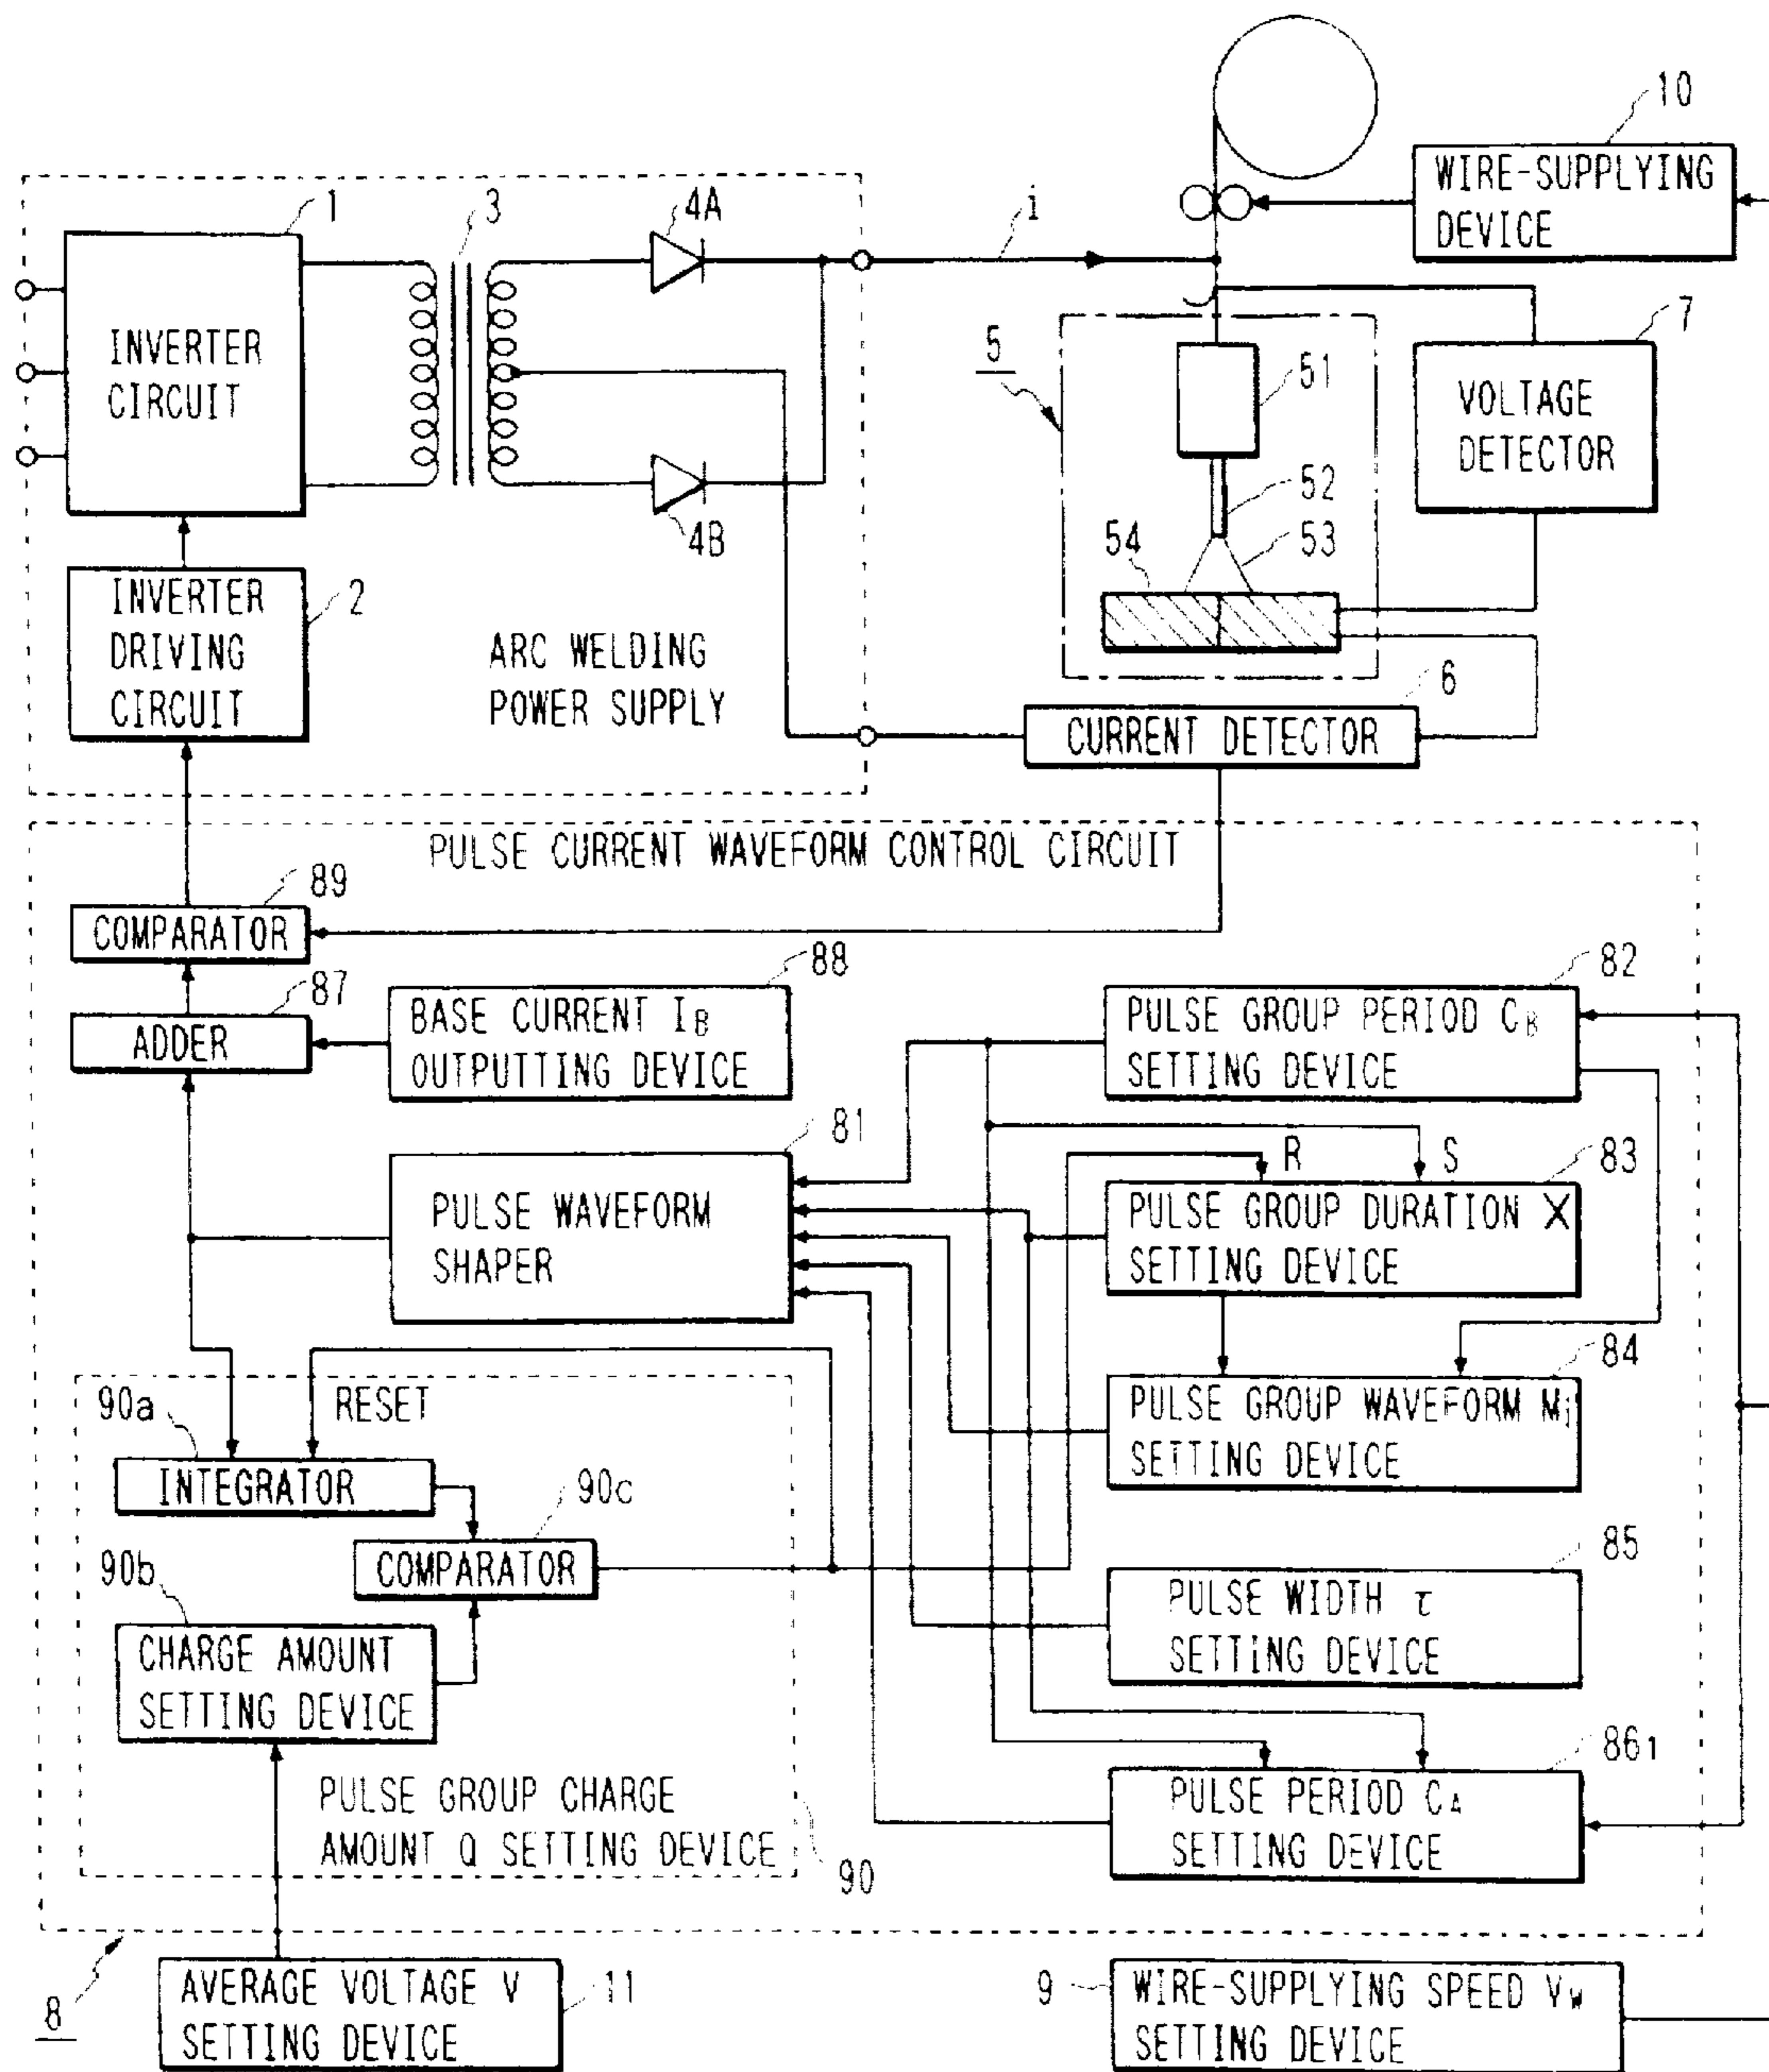 10
WIRE-SUPPLYING
DEVICE
1
3
4A
i
INVERTER
CIRCUIT
5
51
7
VOLTAGE
DETECTOR
4B
52
54
53
INVERTER
DRIVING
CIRCUIT
2
ARC WELDING
POWER SUPPLY
6
CURRENT DETECTOR
PULSE CURRENT WAVEFORM CONTROL CIRCUIT
89
COMPARATOR
88
82
87
ADDER
BASE CURRENT IB
OUTPUTTING DEVICE
PULSE GROUP PERIOD CB
SETTING DEVICE
81
R
S
83
PULSE WAVEFORM
SHAPER
PULSE GROUP DURATION X
SETTING DEVICE
84
90a
RESET
PULSE GROUP WAVEFORM Mi
SETTING DEVICE
INTEGRATOR
90c
85
90b
COMPARATOR
PULSE WIDTH τ
SETTING DEVICE
CHARGE AMOUNT
SETTING DEVICE
861
PULSE GROUP CHARGE
AMOUNT Q SETTING DEVICE
90
PULSE PERIOD CA
SETTING DEVICE
8
AVERAGE VOLTAGE V
SETTING DEVICE
11
9
WIRE-SUPPLYING SPEED VW
SETTING DEVICE